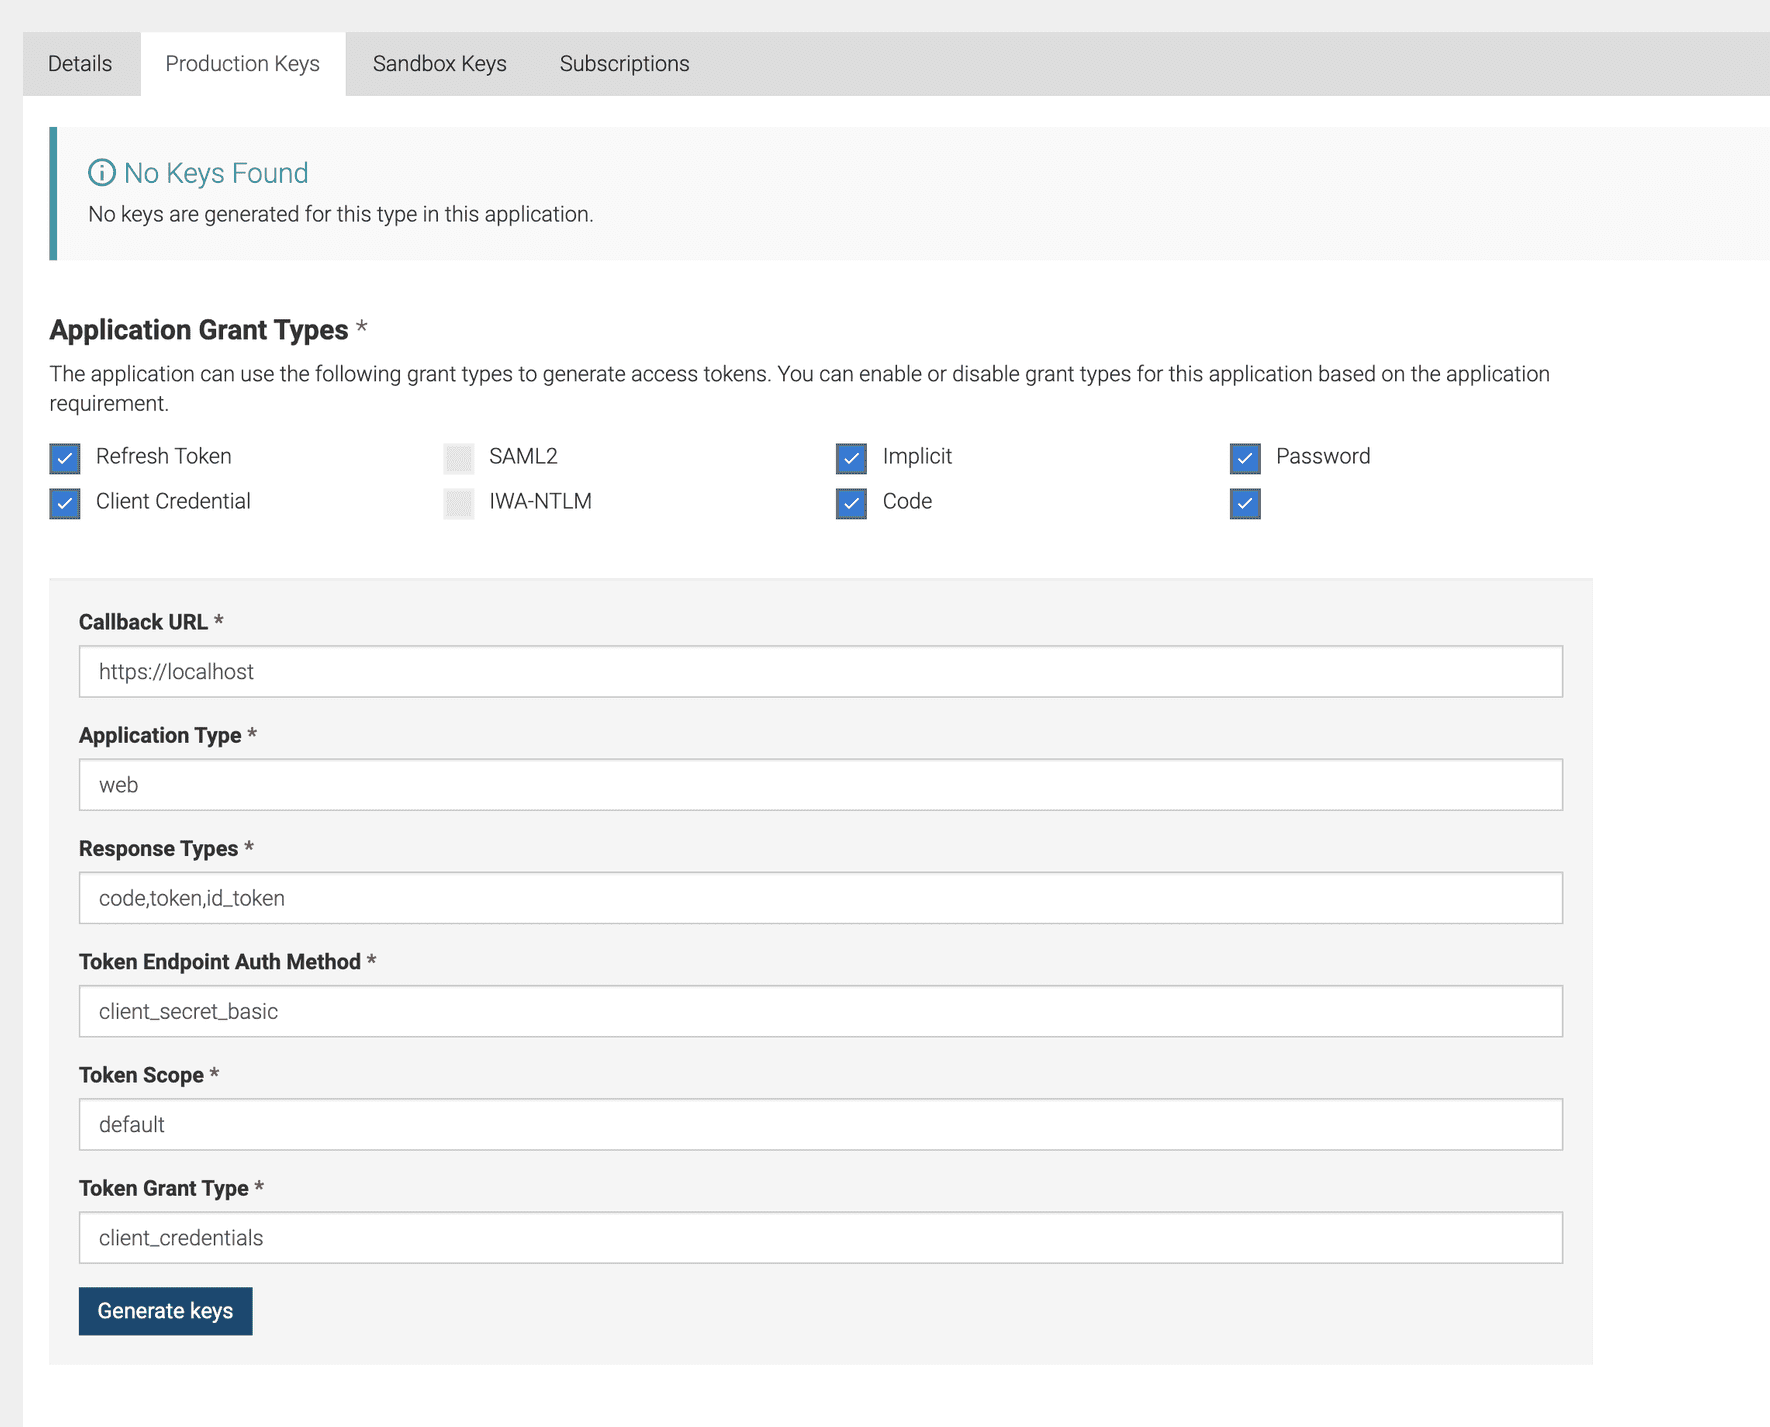 Details Production Keys Sandbox Keys Subscriptions
No Keys Found
No keys are generated for this type in this application.
Application Grant Types *
The application can use the following grant types to generate access tokens. You can enable or disable grant types for this application based on the application
requirement.
Refresh Token SAML2 Implicit Password
Client Credential IWA-NTLM Code
Callback URL *
https://localhost
Application Type *
web
Response Types *
code,token,id_token
Token Endpoint Auth Method *
client_secret_basic
Token Scope *
default
Token Grant Type *
client_credentials
Generate keys